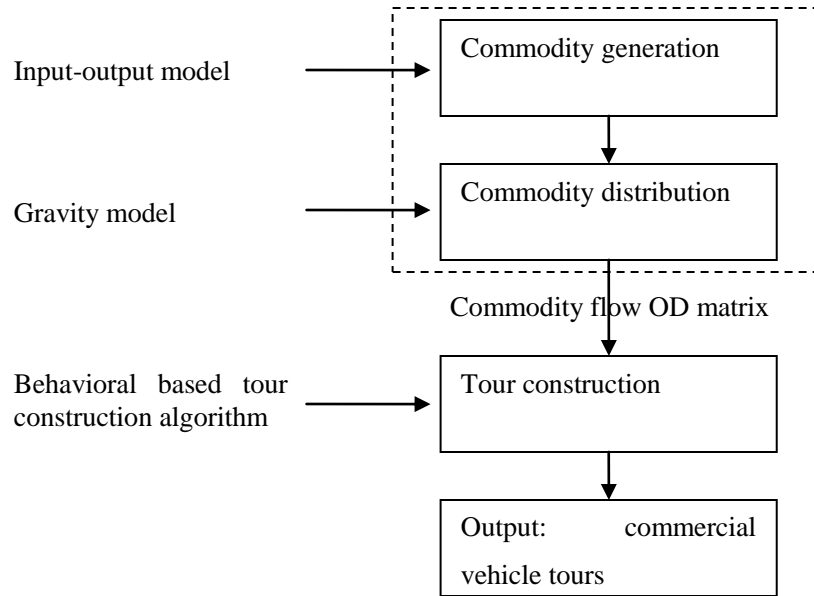 Commodity generation
Input-output model
Commodity distribution
Gravity model
Commodity flow OD matrix
Behavioral based tour
construction algorithm
Tour construction
Output: commercial
vehicle tours